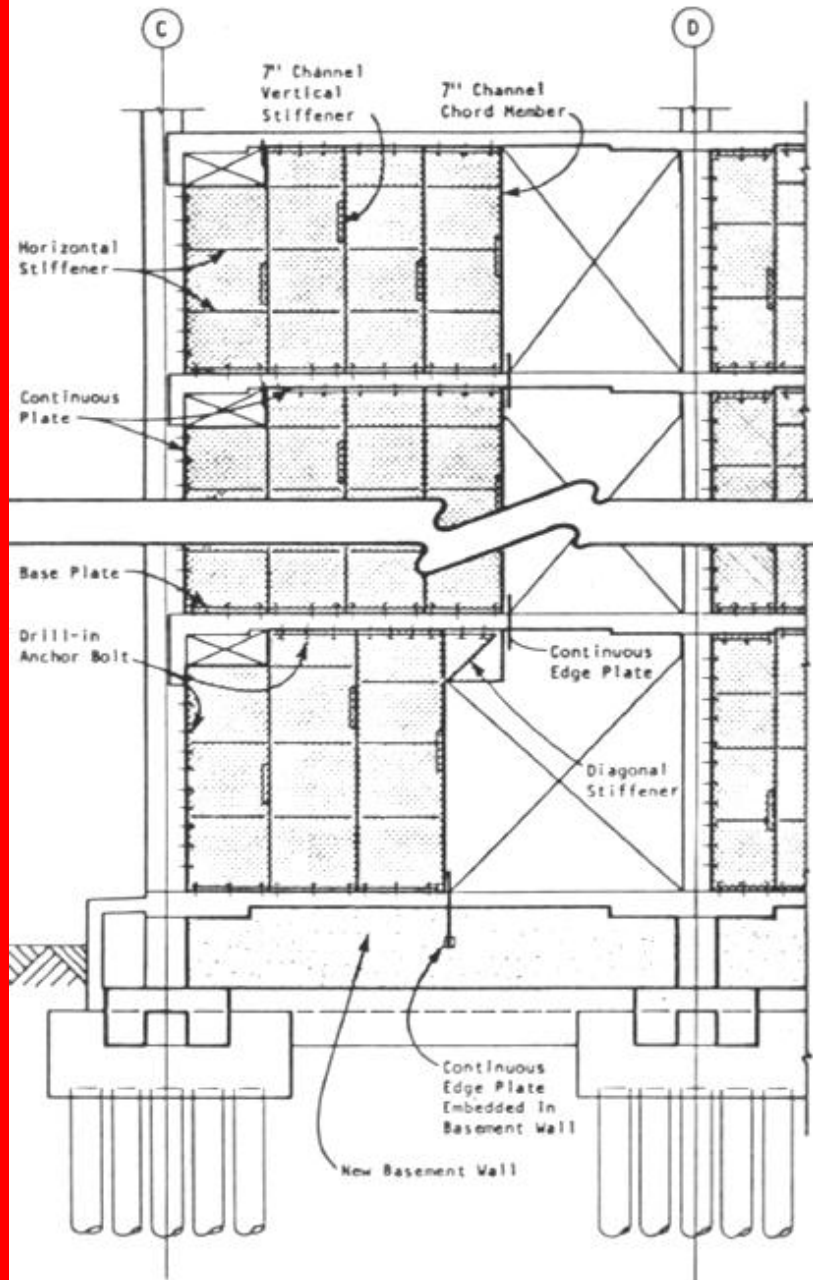 C
D
7" Channel
Vertical
Stiffener
7" Channel
Chord Member
Horizontal
Stiffener
Continuous
Plate
Base Plate
Drill-in
Anchor Bolt
Continuous
Edge Plate
Diagonal
Stiffener
Continuous
Edge Plate
Embedded In
Basement Wall
New Basement Wall